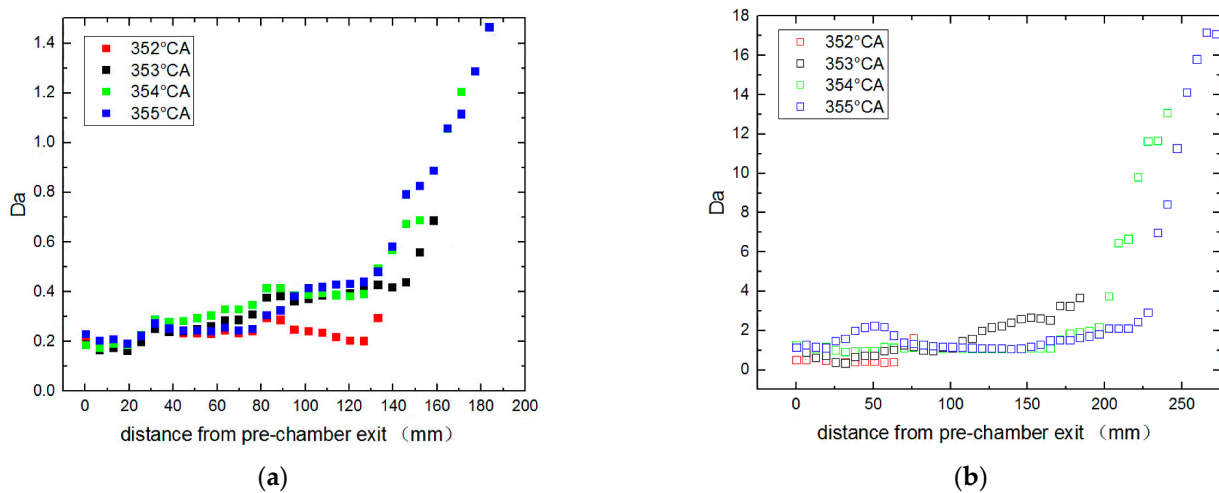 1.4
1.2
1.0
0.8
0.6
0.4
0.2
0.0
Da
352°CA
353°CA
354°CA
355°CA
0 20 40 60 80 100 120 140 160 180 200
distance from pre-chamber exit （mm）
(a)
18
16
14
12
10
8
6
4
2
0
Da
352°CA
353°CA
354°CA
355°CA
0 50 100 150 200 250
distance from pre-chamber exit （mm）
(b)